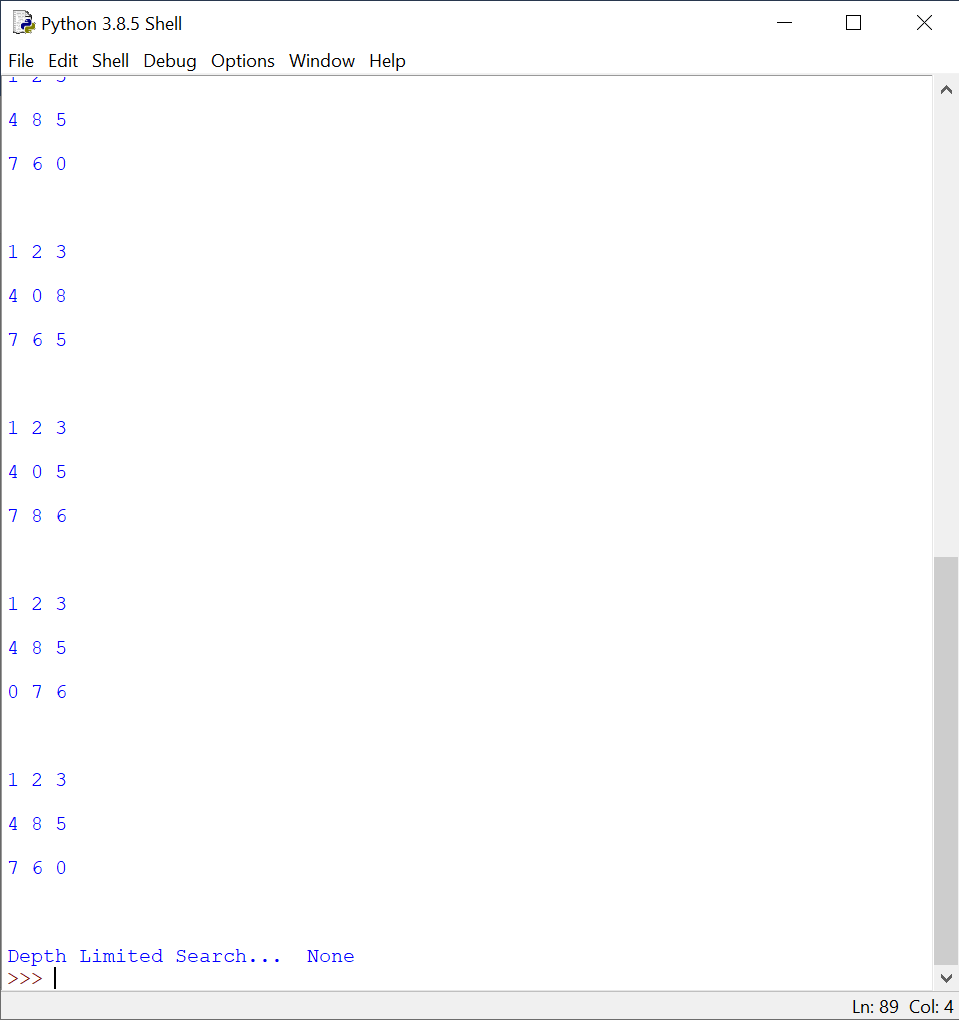 Python 3.8.5 Shell
File Edit Shell Debug Options Window Help
1 2 3
4 8 5
7 6 0
1 2 3
4 0 8
7 6 5
1 2 3
4 0 5
7 8 6
1 2 3
4 8 5
0 7 6
1 2 3
4 8 5
7 6 0
Depth Limited Search... None
>>>
Ln: 89 Col: 4